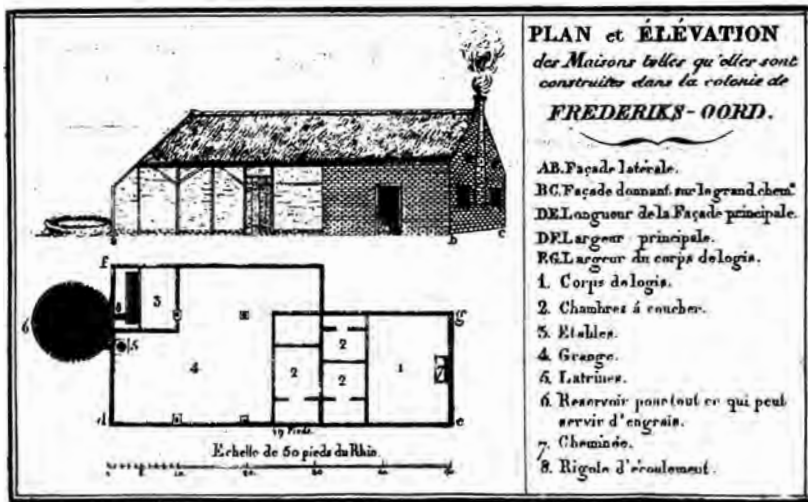 PLAN et ÉLÉVATION
des Maisons telles qu'elles sont
construites dans la colonie de
FREDERIKS-OORD.
AB. Façade latérale.
BC. Façade donnant sur le grand chem.ⁿ
DE. Longueur de la Façade principale.
DF. Largeur principale.
F.G. Largeur du corps de logis.
1. Corps de logis.
2. Chambres á coucher.
3. Etables.
4. Grange.
5. Latrines.
6. Reservoir pour tout ce qui peut
servir d'engrais.
7. Cheminée.
8. Rigole d'écoulement.
a b c
f
6 8 3
g
5 4 2 2 2 1 7
d e
Echelle de 50 pieds du Rhin.